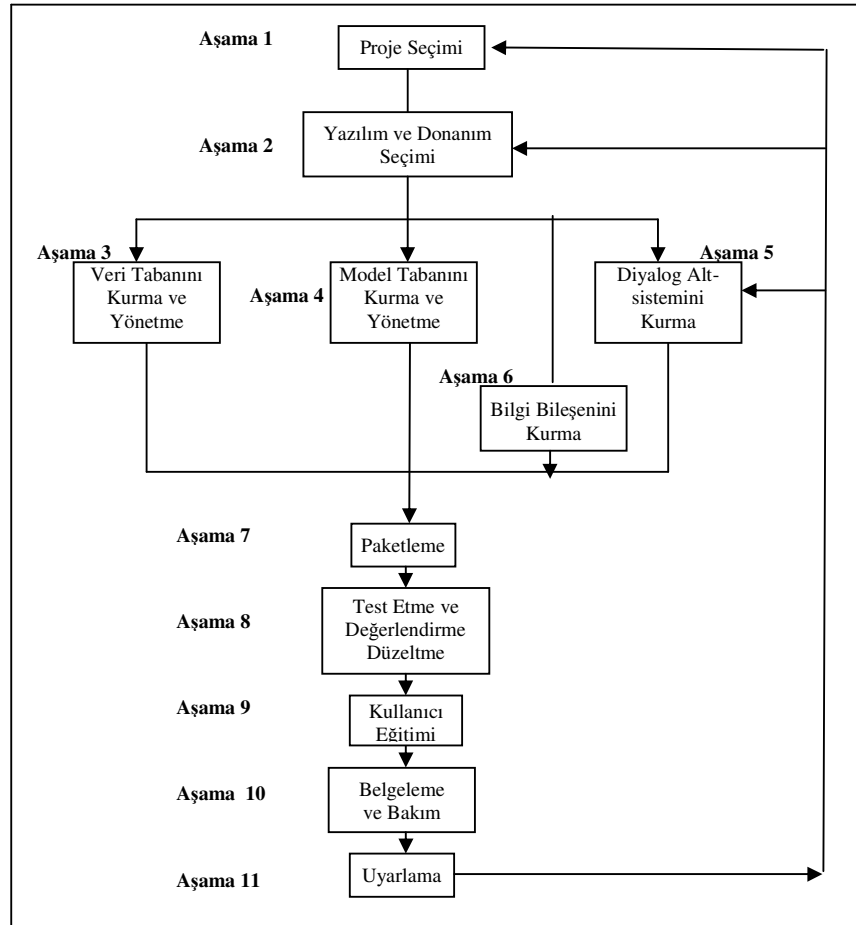 Aşama 1
Proje Seçimi
Aşama 2
Yazılım ve Donanım
Seçimi
Aşama 3
Veri Tabanını
Kurma ve
Yönetme
Aşama 4
Model Tabanını
Kurma ve
Yönetme
Aşama 5
Diyalog Alt-
sistemini
Kurma
Aşama 6
Bilgi Bileşenini
Kurma
Aşama 7
Paketleme
Aşama 8
Test Etme ve
Değerlendirme
Düzeltme
Aşama 9
Kullanıcı
Eğitimi
Aşama 10
Belgeleme
ve Bakım
Aşama 11
Uyarlama